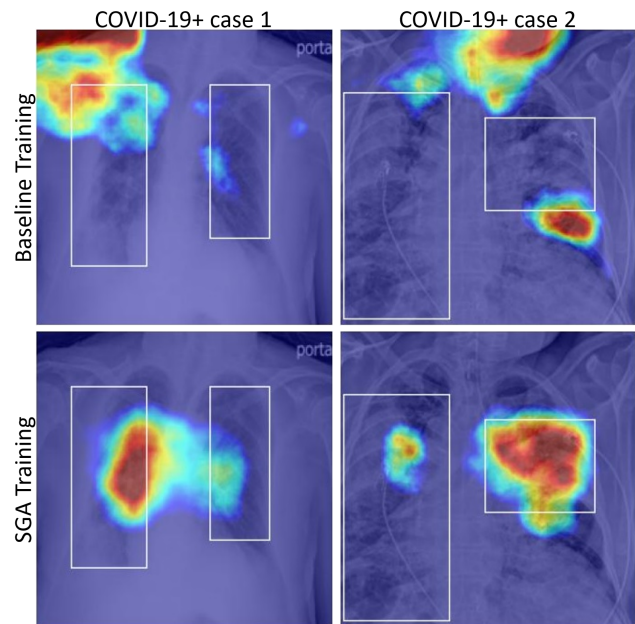 COVID-19+ case 1
COVID-19+ case 2
Baseline Training
porta
SGA Training
porta